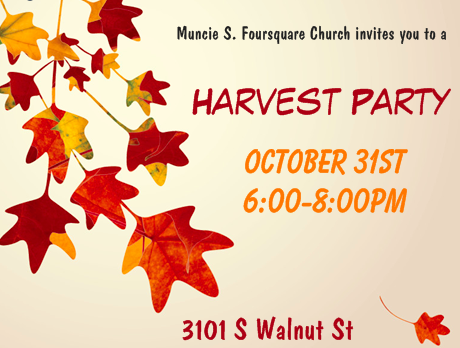 Muncie S. Foursquare Church invites you to a
Harvest Party
October 31st
6:00-8:00PM
3101 S Walnut St